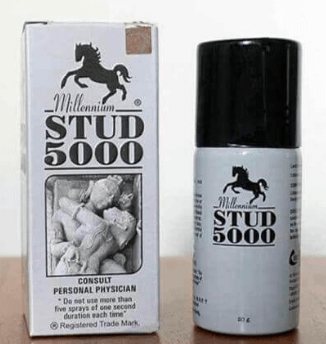 Millennium ®
STUD
5000
CONSULT
PERSONAL PHYSICIAN
" Do not use more than
five sprays of one second
duration each time"
® Registered Trade Mark.
Millennium
STUD
5000
20 g